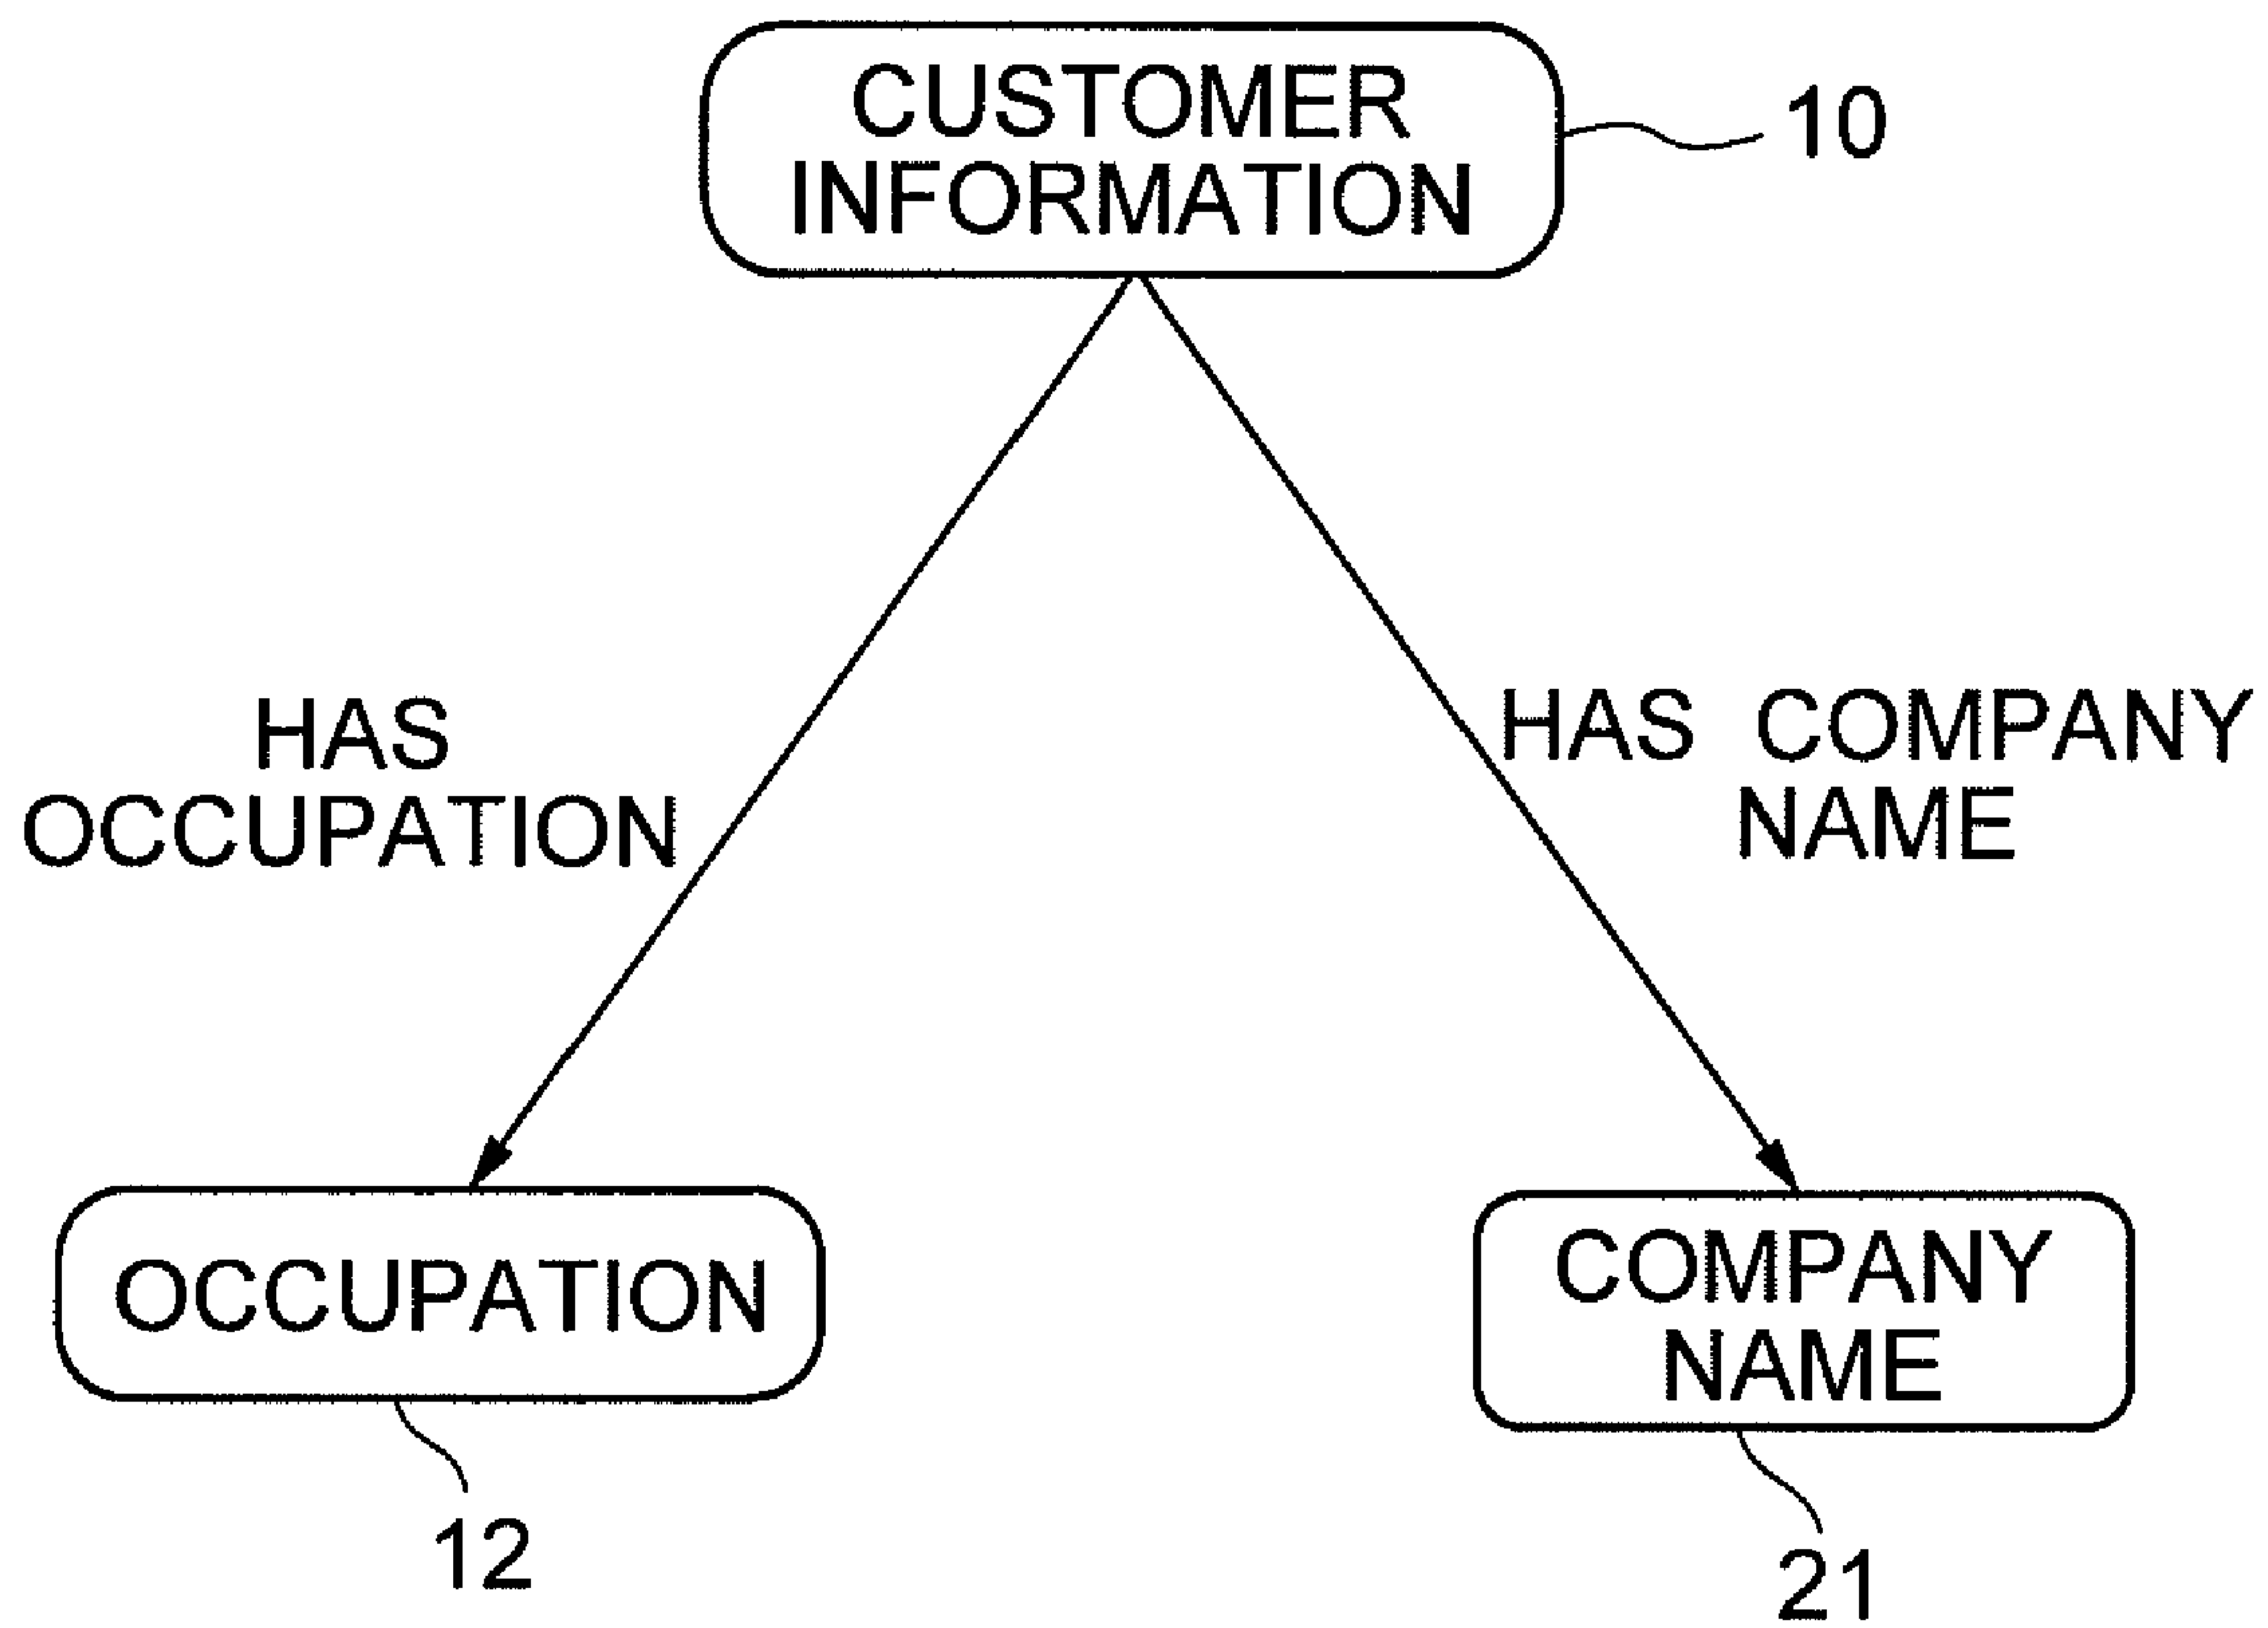 CUSTOMER
INFORMATION
10
HAS
OCCUPATION
HAS COMPANY
NAME
OCCUPATION
12
COMPANY
NAME
21